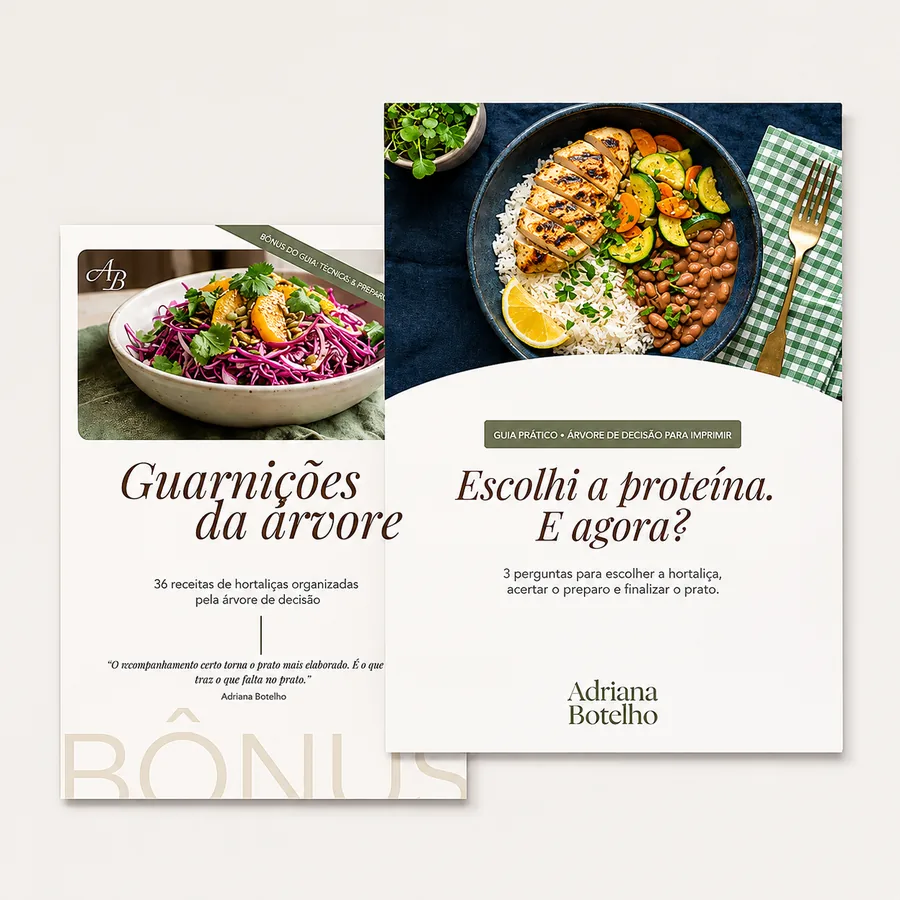 AB
BÔNUS DO GUIA: TÉCNICA & PREPARO
Guarnições
da árvore
36 receitas de hortaliças organizadas
pela árvore de decisão
“O acompanhamento certo torna o prato mais elaborado. É o que
traz o que falta no prato.”
Adriana Botelho
BÔNUS
GUIA PRÁTICO • ÁRVORE DE DECISÃO PARA IMPRIMIR
Escolhi a proteína.
E agora?
3 perguntas para escolher a hortaliça,
acertar o preparo e finalizar o prato.
Adriana
Botelho